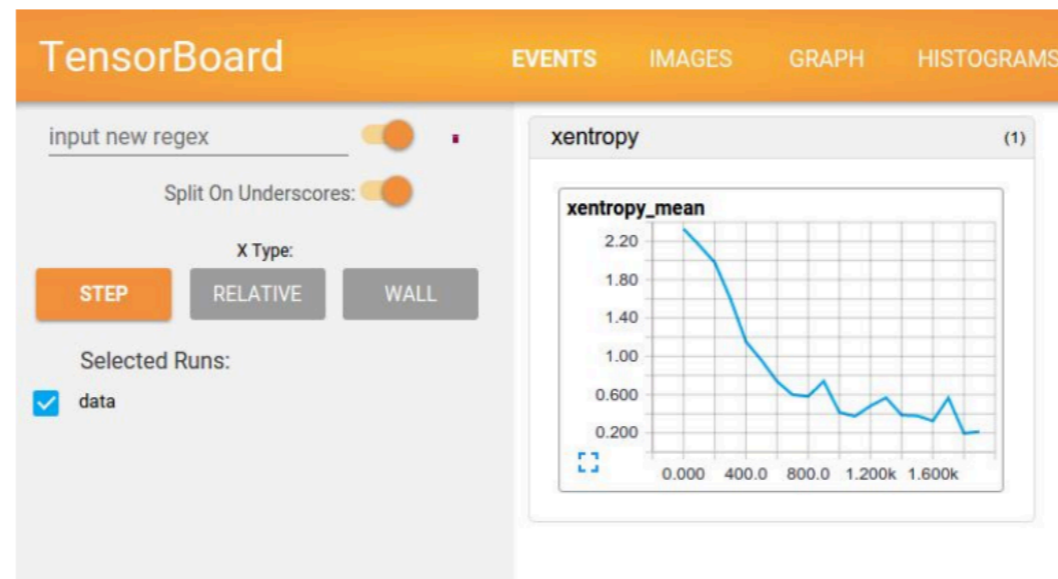 TensorBoard
EVENTS IMAGES GRAPH HISTOGRAMS
input new regex
Split On Underscores:
X Type:
STEP RELATIVE WALL
Selected Runs:
data
xentropy (1)
xentropy_mean
2.20
1.80
1.40
1.00
0.600
0.200
0.000 400.0 800.0 1.200k 1.600k